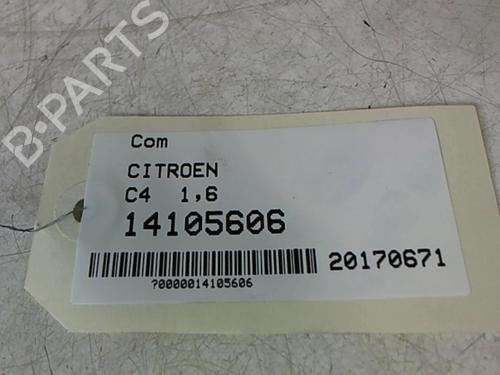 B-PARTS
Com
CITROEN
C4 1,6
14105606
20170671
?0000014105606